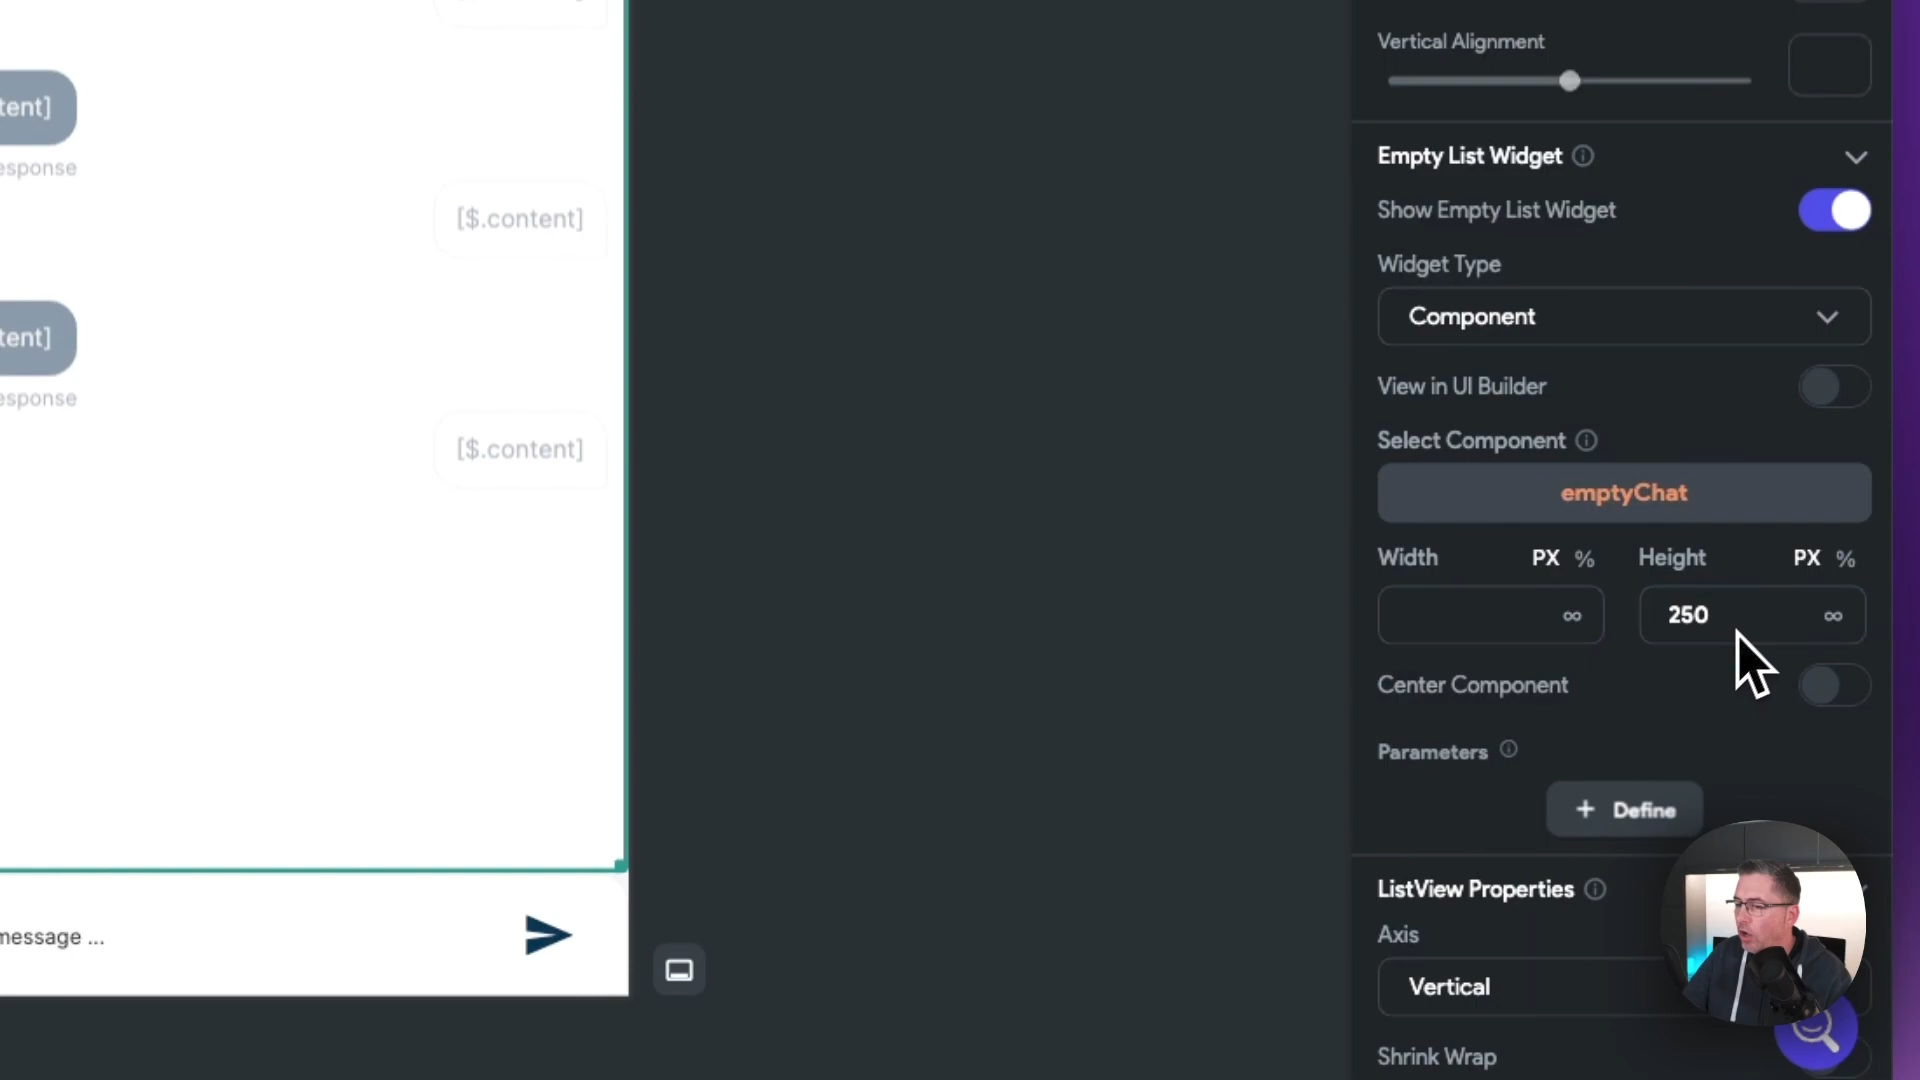 Vertical Alignment
Empty List Widget
tent]
esponse
[$.content]
Show Empty List Widget
Widget Type
Component
tent]
esponse
View in UI Builder
[$.content]
Select Component
emptyChat
Width PX % Height PX %
∞ 250 ∞
Center Component
Parameters
+ Define
ListView Properties
message ...
Axis
Vertical
Shrink Wrap